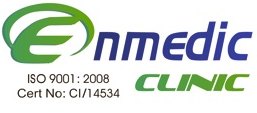 Enmedic
CLINIC
ISO 9001: 2008
Cert No: CI/14534